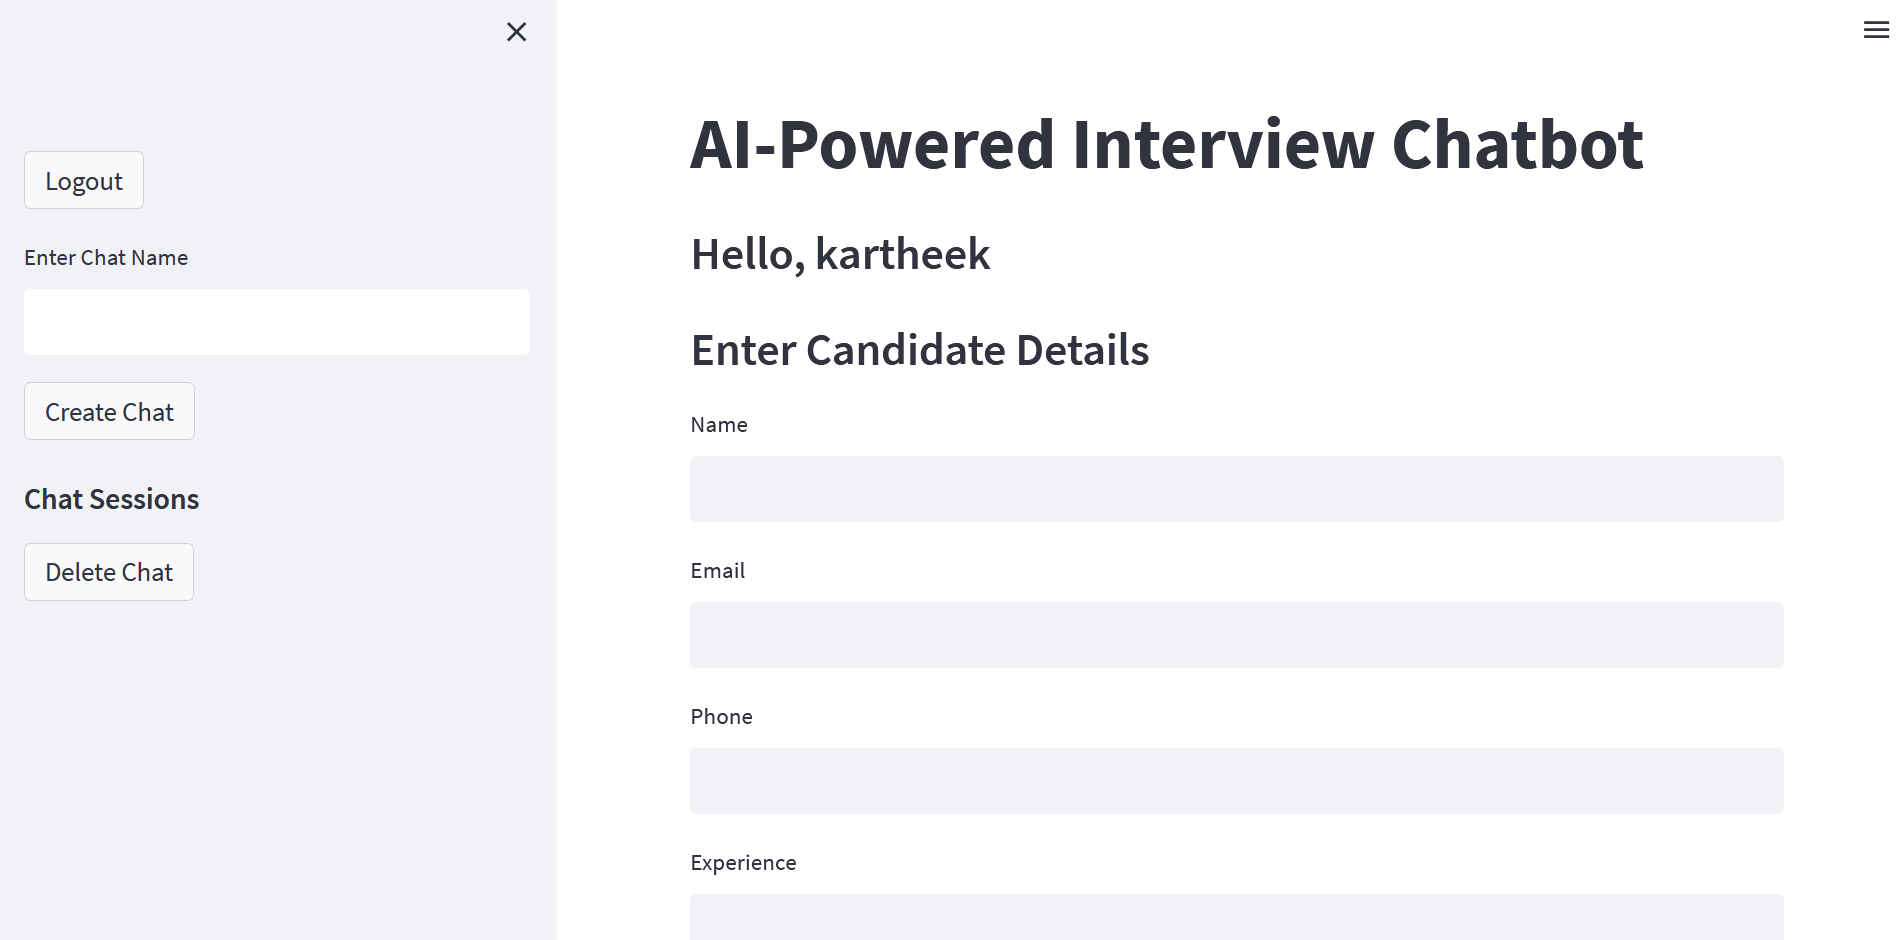 Logout
Enter Chat Name
Create Chat
Chat Sessions
Delete Chat
AI-Powered Interview Chatbot
Hello, kartheek
Enter Candidate Details
Name
Email
Phone
Experience